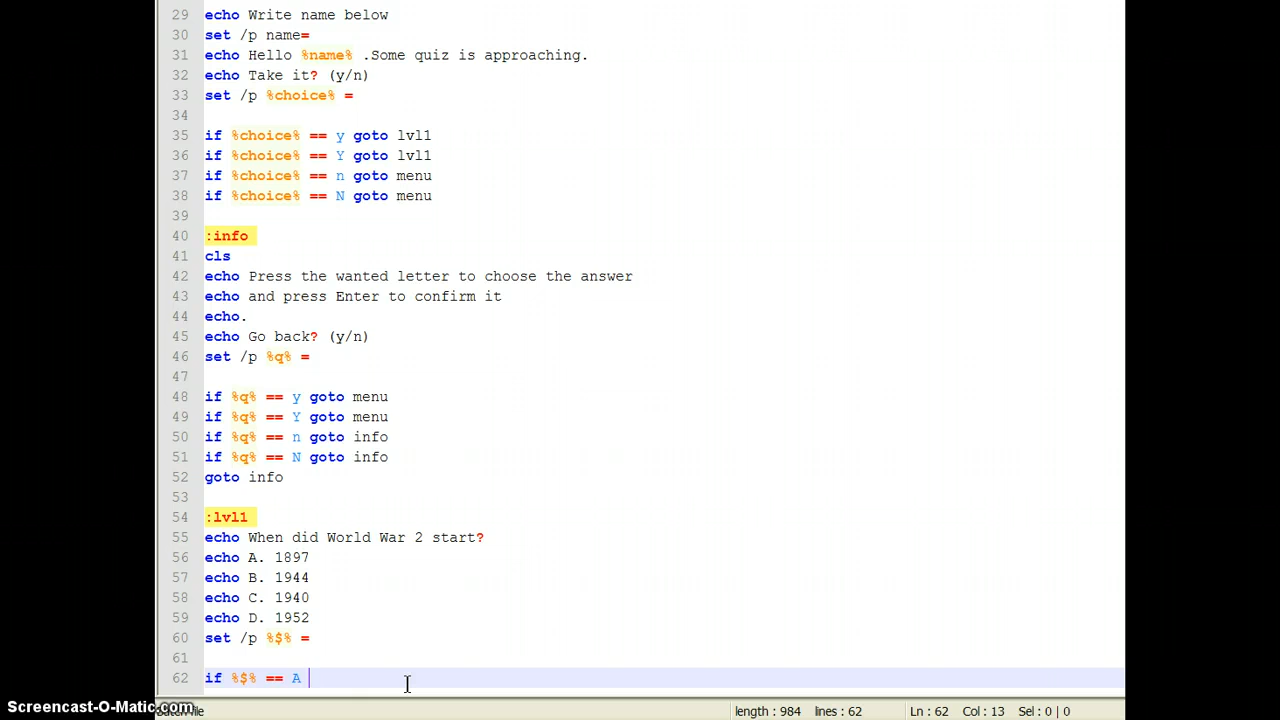 29 echo Write name below
30 set /p name=
31 echo Hello %name% .Some quiz is approaching.
32 echo Take it? (y/n)
33 set /p %choice% =
34
35 if %choice% == y goto lvl1
36 if %choice% == Y goto lvl1
37 if %choice% == n goto menu
38 if %choice% == N goto menu
39
40 :info
41 cls
42 echo Press the wanted letter to choose the answer
43 echo and press Enter to confirm it
44 echo.
45 echo Go back? (y/n)
46 set /p %q% =
47
48 if %q% == y goto menu
49 if %q% == Y goto menu
50 if %q% == n goto info
51 if %q% == N goto info
52 goto info
53
54 :lvl1
55 echo When did World War 2 start?
56 echo A. 1897
57 echo B. 1944
58 echo C. 1940
59 echo D. 1952
60 set /p %$% =
61
62 if %$% == A
Screencast-O-Matic.com
length : 984 lines : 62 Ln : 62 Col : 13 Sel : 0 | 0